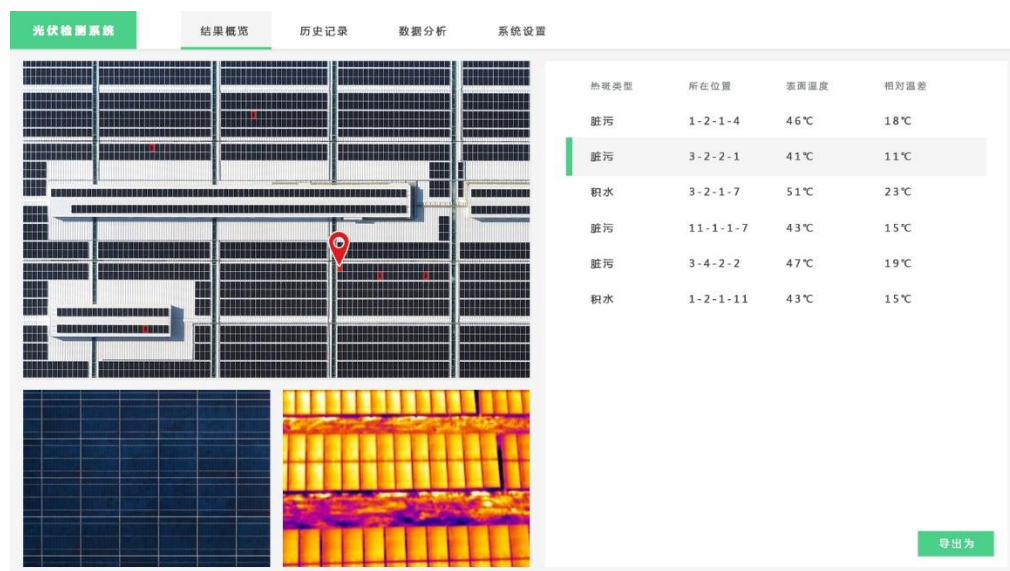 光伏检测系统 结果概览 历史记录 数据分析 系统设置
热斑类型 所在位置 表面温度 相对温差
脏污 1-2-1-4 46℃ 18℃
脏污 3-2-2-1 41℃ 11℃
积水 3-2-1-7 51℃ 23℃
脏污 11-1-1-7 43℃ 15℃
脏污 3-4-2-2 47℃ 19℃
积水 1-2-1-11 43℃ 15℃
导出为